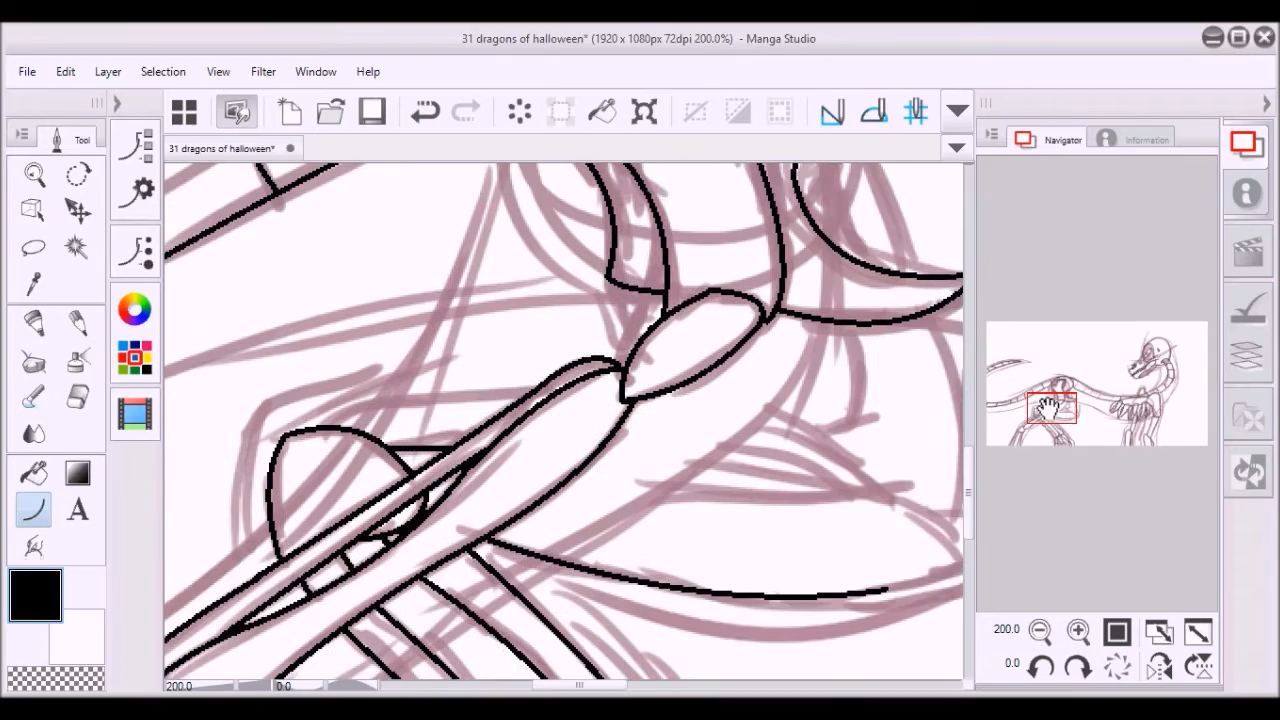 31 dragons of halloween* (1920 x 1080px 72dpi 200.0%) - Manga Studio
File Edit Layer Selection View Filter Window Help
Tool
31 dragons of halloween*
Navigator
Information
A
200.0
0.0
200.0
0.0